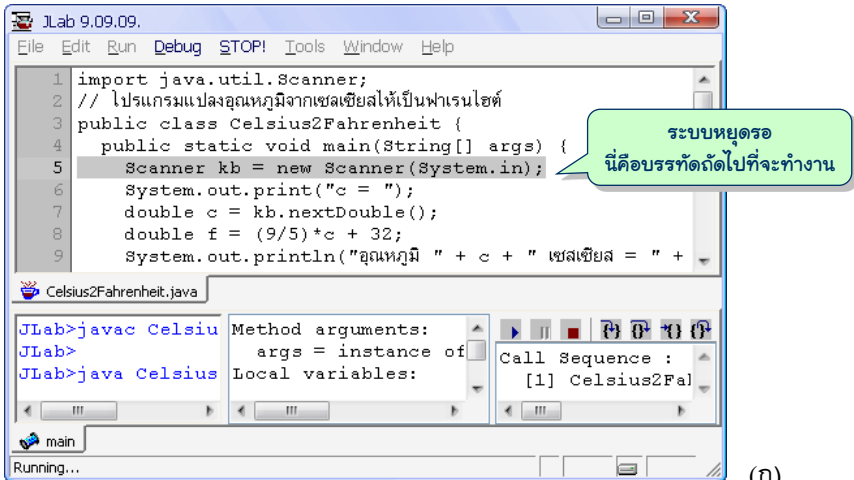 JLab 9.09.09.
File Edit Run Debug STOP! Tools Window Help
1 import java.util.Scanner;
2 // โปรแกรมแปลงอุณหภูมิจากเซลเซียสให้เป็นฟาเรนไฮต์
3 public class Celsius2Fahrenheit {
4 public static void main(String[] args) {
5 Scanner kb = new Scanner(System.in);
6 System.out.print("c = ");
7 double c = kb.nextDouble();
8 double f = (9/5)*c + 32;
9 System.out.println("อุณหภูมิ " + c + " เซสเซียส = " +
ระบบหยุดรอ
นี่คือบรรทัดถัดไปที่จะทำงาน
Celsius2Fahrenheit.java
JLab>javac Celsiu
JLab>
JLab>java Celsius
Method arguments:
args = instance of
Local variables:
Call Sequence :
[1] Celsius2Fal
main
Running...
(ถ)